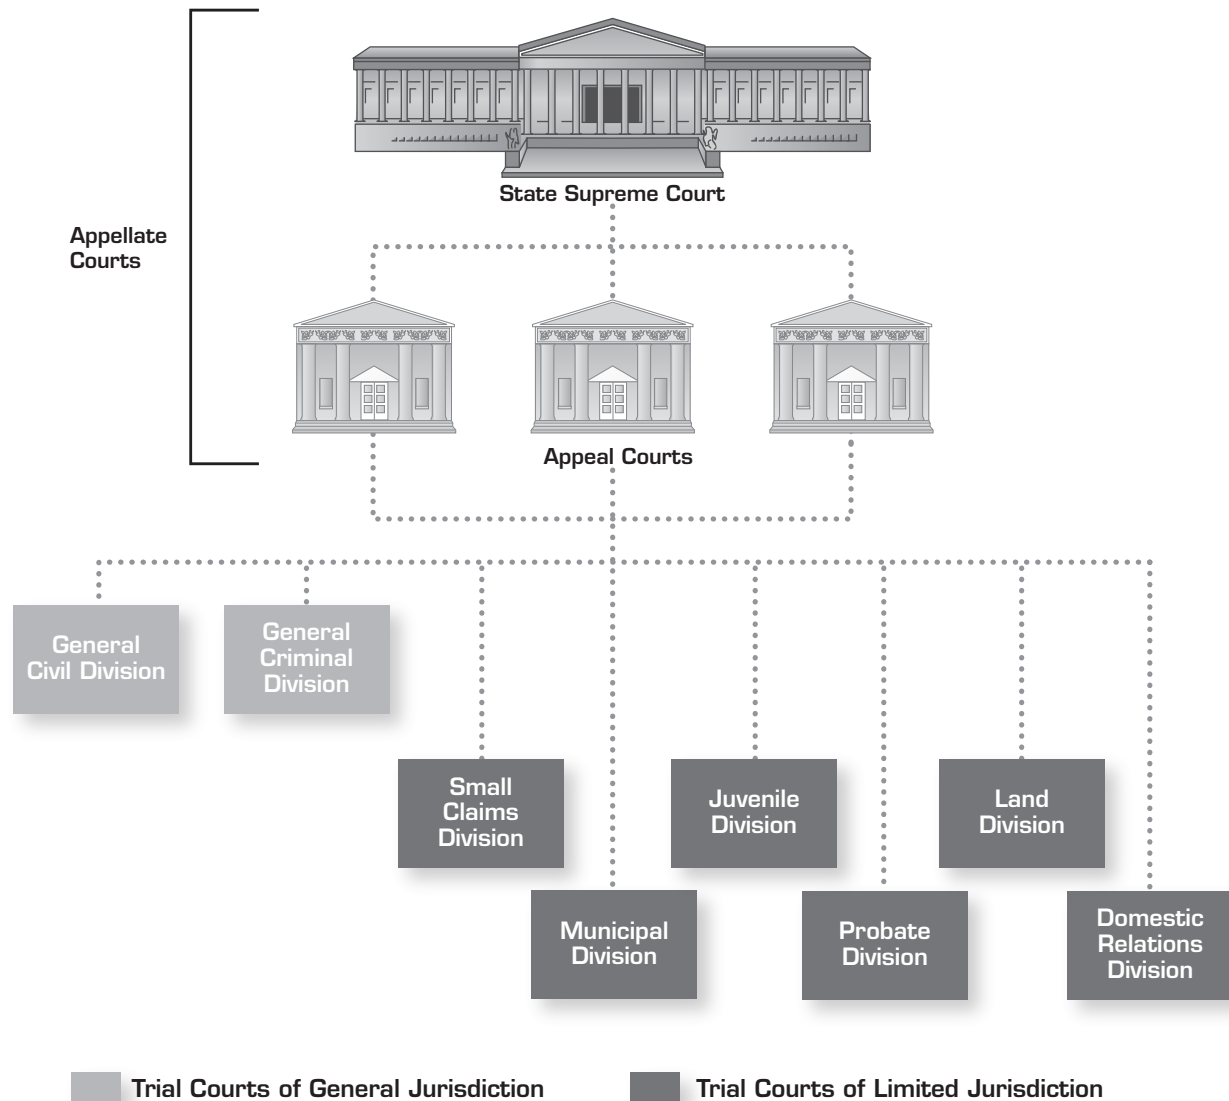 State Supreme Court
Appellate
Courts
Appeal Courts
General
Civil Division
General
Criminal
Division
Small
Claims
Division
Juvenile
Division
Land
Division
Municipal
Division
Probate
Division
Domestic
Relations
Division
Trial Courts of General Jurisdiction
Trial Courts of Limited Jurisdiction